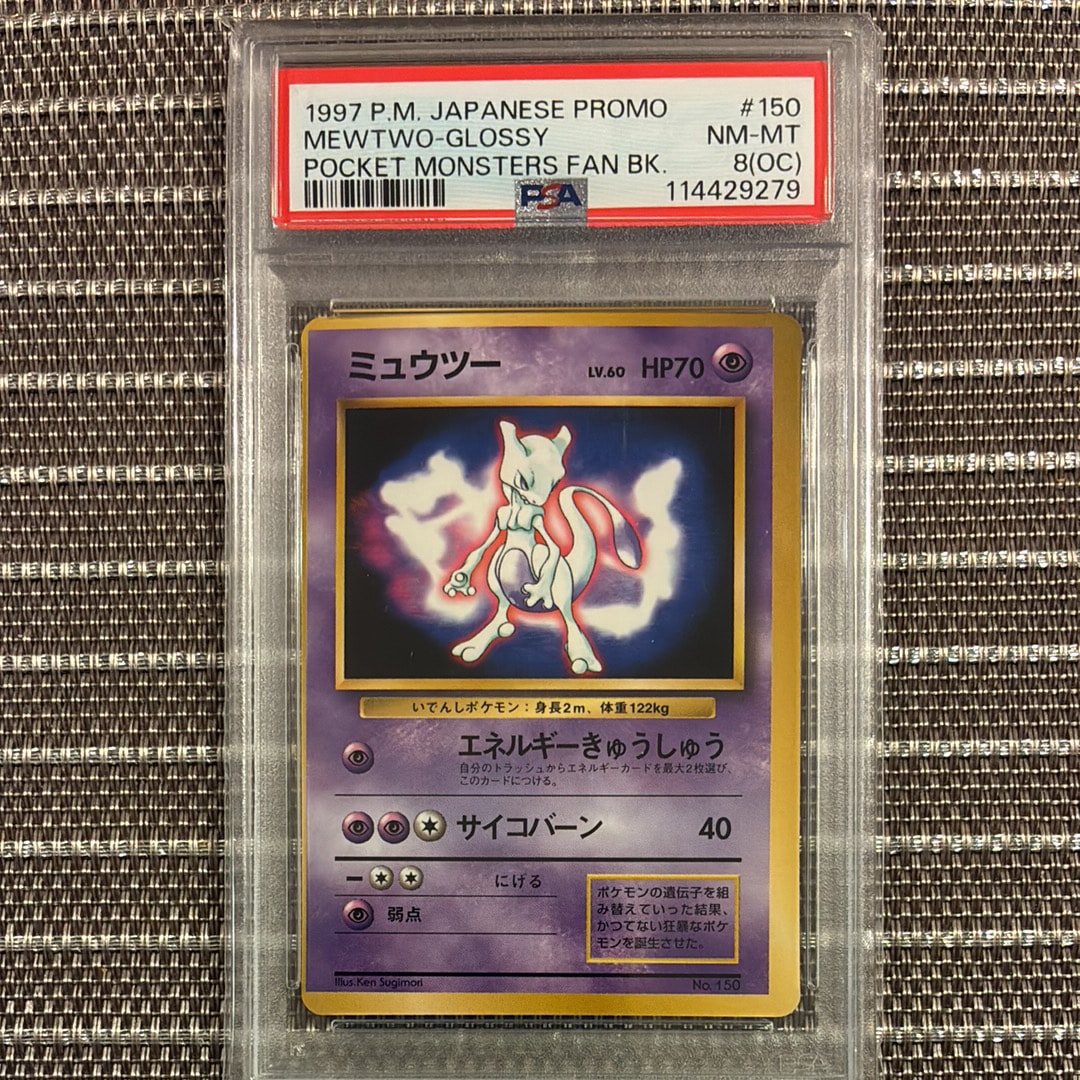 1997 P.M. JAPANESE PROMO #150
MEWTWO-GLOSSY NM-MT
POCKET MONSTERS FAN BK. 8(OC)
PSA 114429279
ミュウツー LV.60 HP70
いでんしポケモン：身長2m、体重122kg
エネルギーきゅうしゅう
自分のトラッシュからエネルギーカードを最大2枚選び、
このカードにつける。
サイコバーン 40
にげる
弱点
ポケモンの遺伝子を組
み替えていった結果、
かつてない狂暴なポケ
モンを誕生させた。
Illus.Ken Sugimori No.150